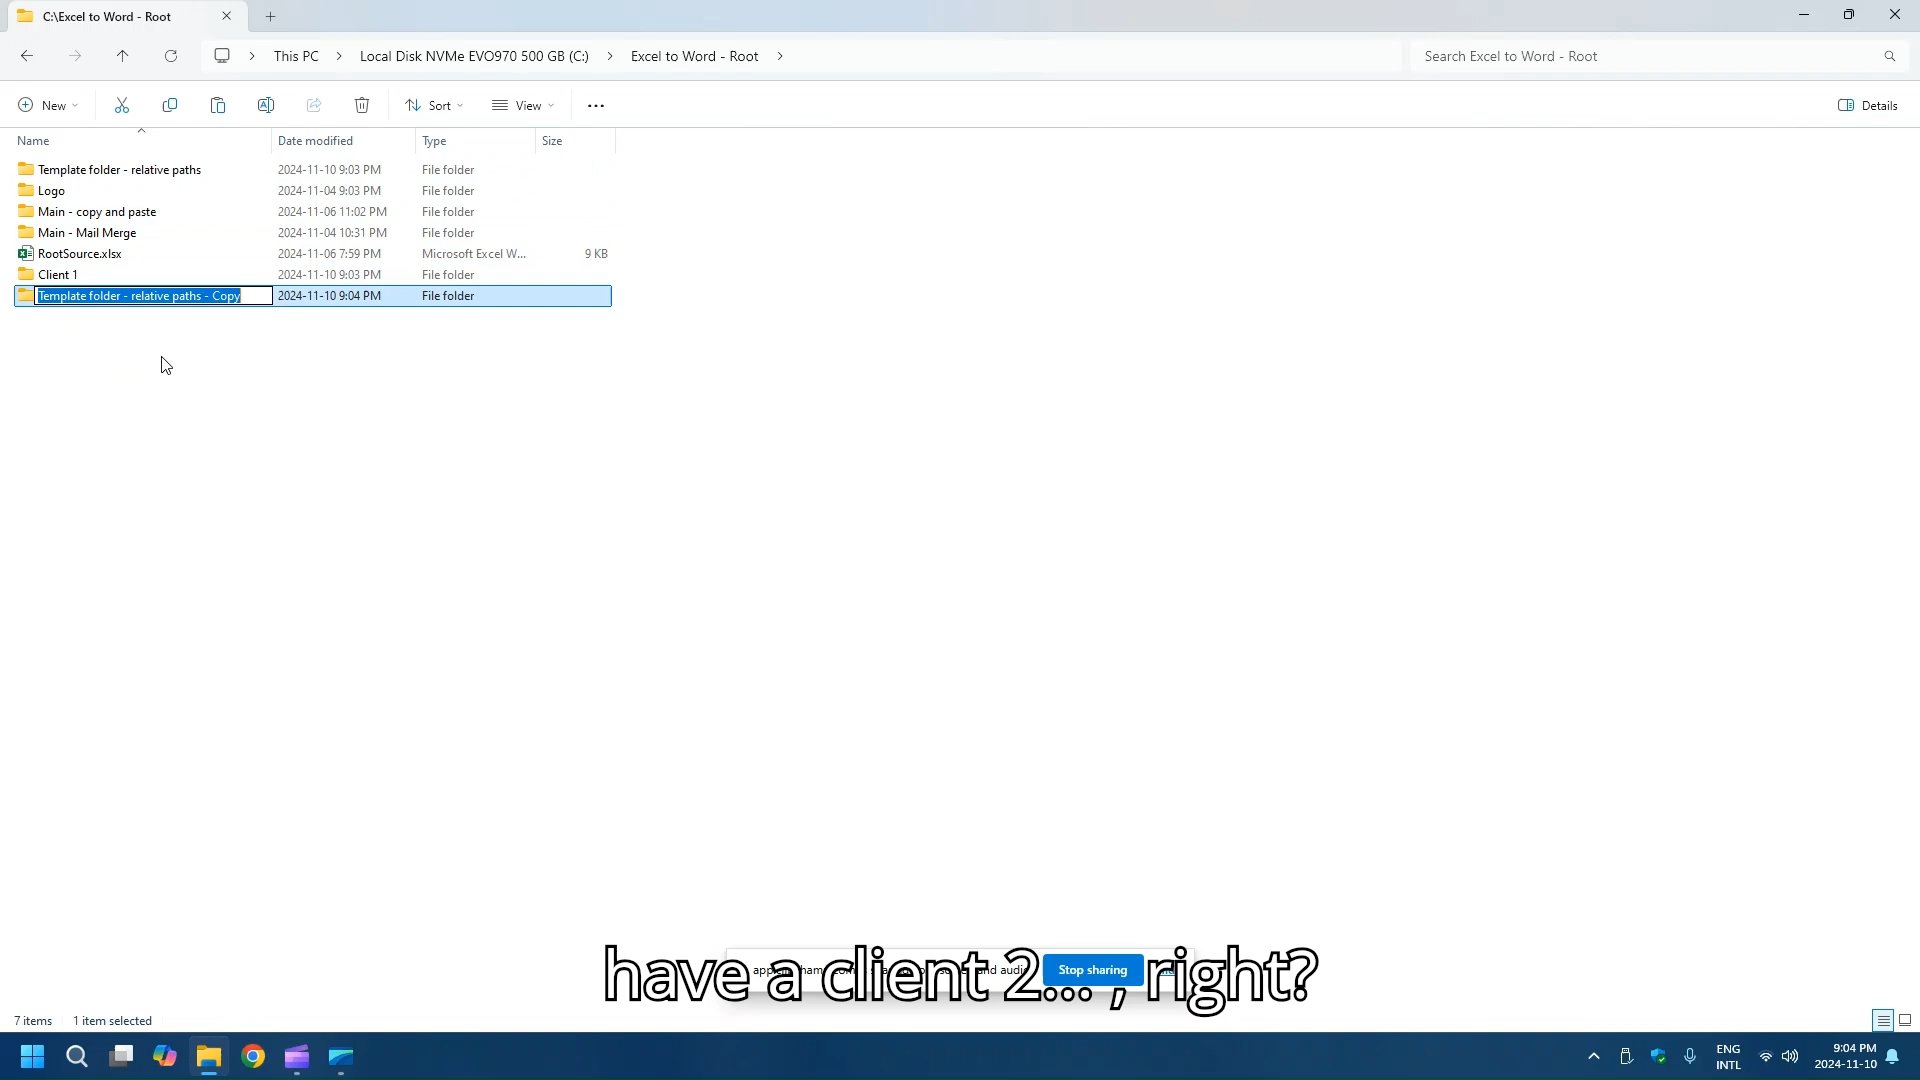 C:\Excel to Word - Root
This PC > Local Disk NVMe EVO970 500 GB (C:) > Excel to Word - Root >
Search Excel to Word - Root
New
Sort
View
Details
Name Date modified Type Size
Template folder - relative paths 2024-11-10 9:03 PM File folder
Logo 2024-11-04 9:03 PM File folder
Main - copy and paste 2024-11-06 11:02 PM File folder
Main - Mail Merge 2024-11-04 10:31 PM File folder
RootSource.xlsx 2024-11-06 7:59 PM Microsoft Excel W... 9 KB
Client 1 2024-11-10 9:03 PM File folder
Template folder - relative paths - Copy 2024-11-10 9:04 PM File folder
have a client 2... , right?
Stop sharing
7 items 1 item selected
ENG
INTL
9:04 PM
2024-11-10